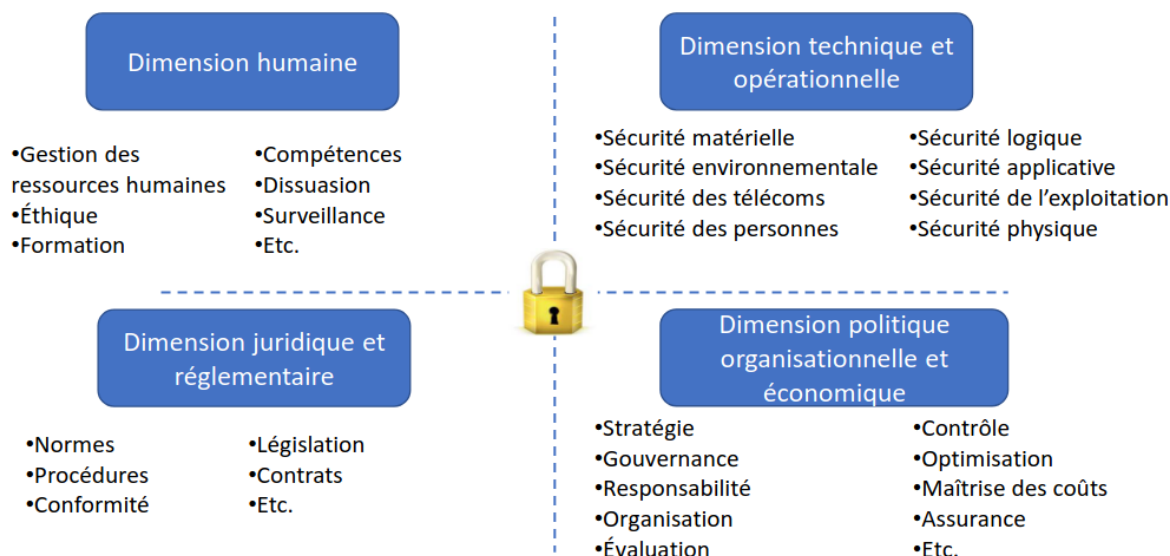 Dimension humaine
•Gestion des
ressources humaines
•Éthique
•Formation
•Compétences
•Dissuasion
•Surveillance
•Etc.
Dimension technique et
opérationnelle
•Sécurité matérielle
•Sécurité environnementale
•Sécurité des télécoms
•Sécurité des personnes
•Sécurité logique
•Sécurité applicative
•Sécurité de l’exploitation
•Sécurité physique
Dimension juridique et
réglementaire
•Normes
•Procédures
•Conformité
•Législation
•Contrats
•Etc.
Dimension politique
organisationnelle et
économique
•Stratégie
•Gouvernance
•Responsabilité
•Organisation
•Évaluation
•Contrôle
•Optimisation
•Maîtrise des coûts
•Assurance
•Etc.